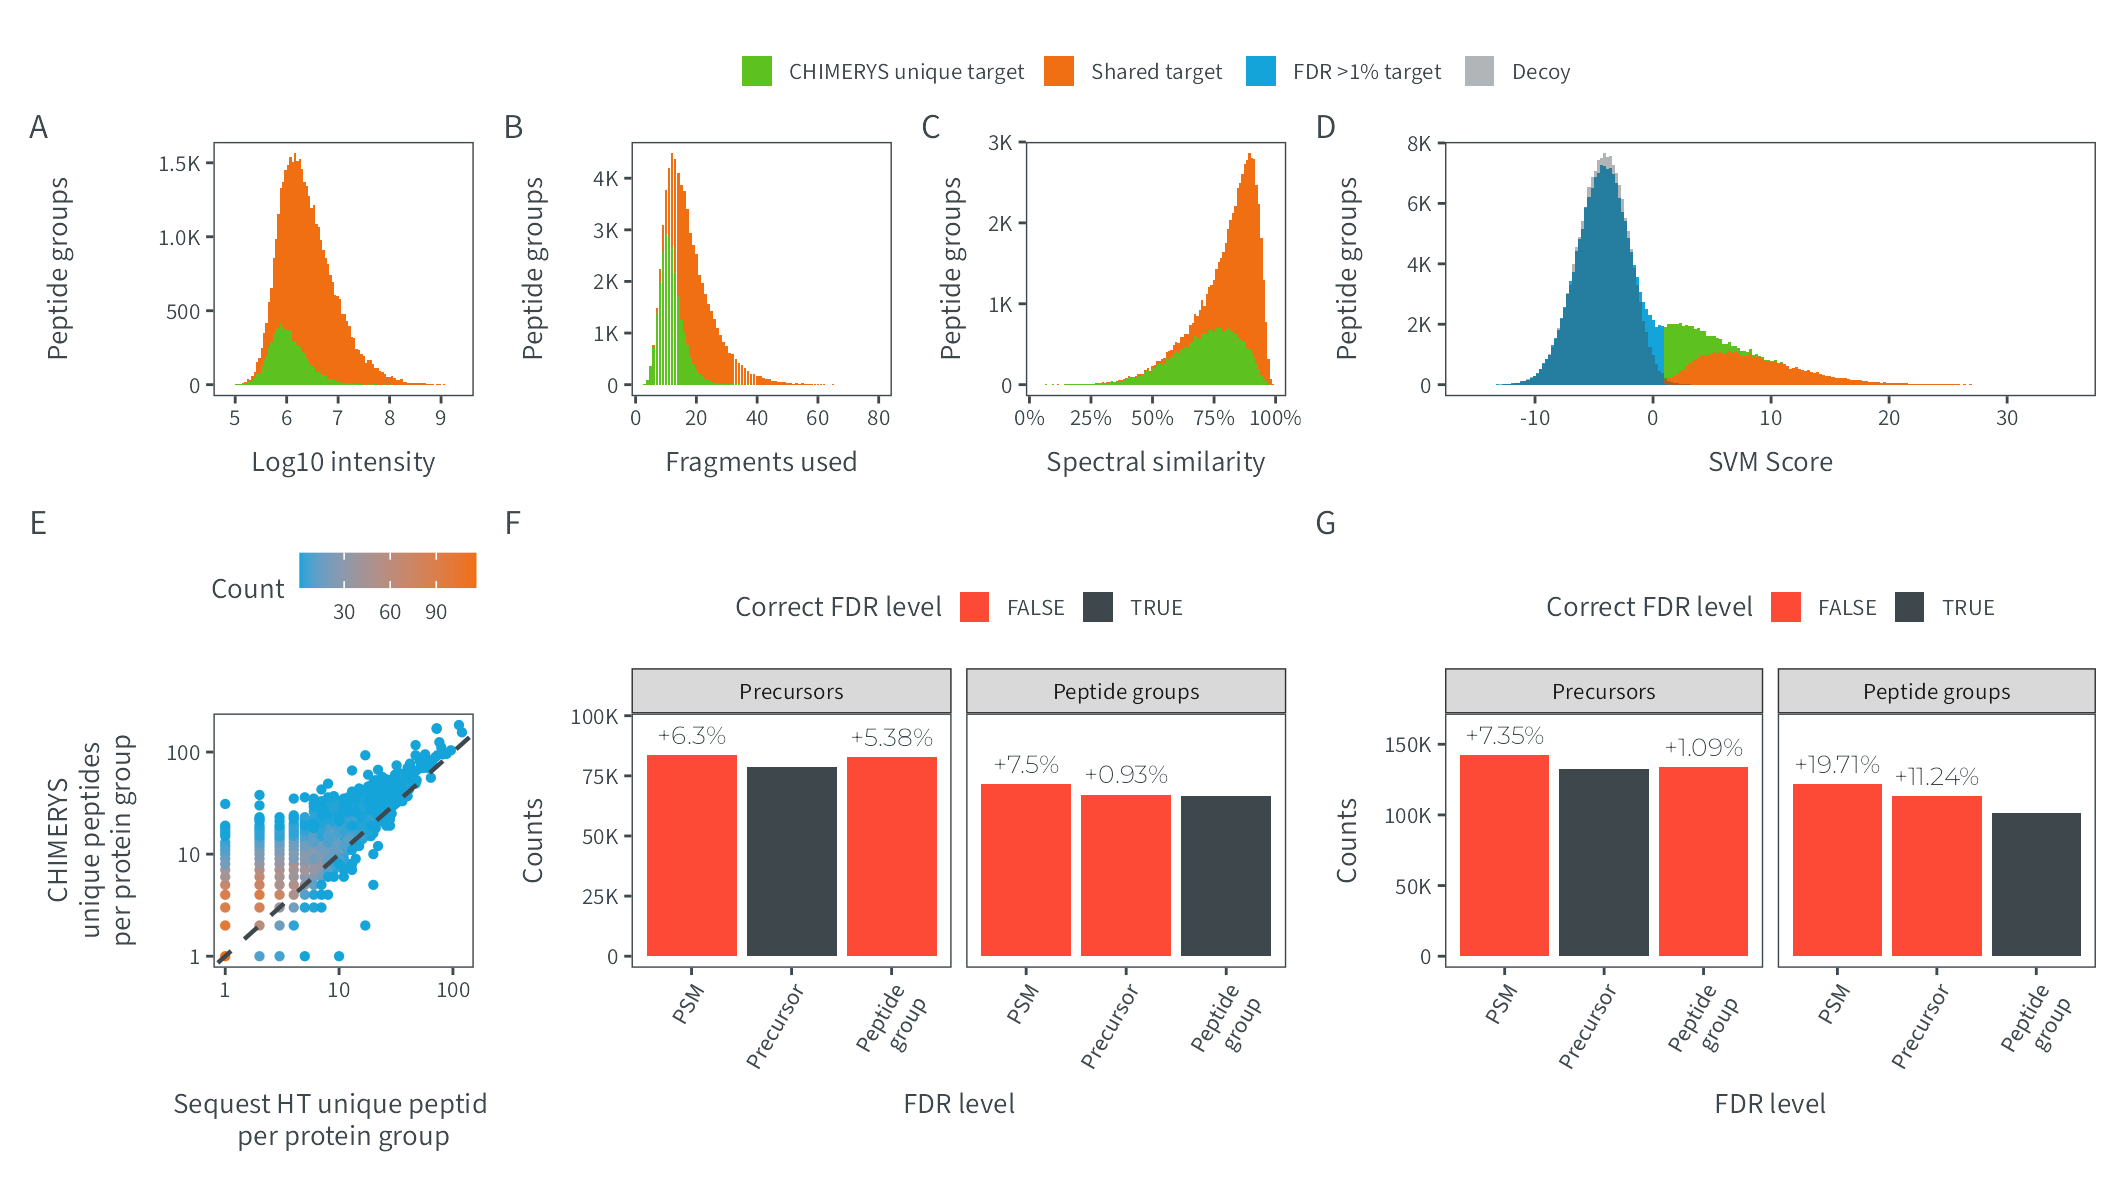 CHIMERYS unique target Shared target FDR >1% target Decoy
A
Peptide groups
1.5K
1.0K
500
0
5 6 7 8 9
Log10 intensity
B
Peptide groups
4K
3K
2K
1K
0
0 20 40 60 80
Fragments used
C
Peptide groups
3K
2K
1K
0
0% 25% 50% 75% 100%
Spectral similarity
D
Peptide groups
8K
6K
4K
2K
0
-10 0 10 20 30
SVM Score
E
Count
30 60 90
CHIMERYS
unique peptides
per protein group
100
10
1
1 10 100
Sequest HT unique peptid
per protein group
F
Correct FDR level FALSE TRUE
Precursors Peptide groups
Counts
100K
75K
50K
25K
0
+6.3% +5.38%
+7.5% +0.93%
PSM
Precursor
Peptide
group
PSM
Precursor
Peptide
group
FDR level
G
Correct FDR level FALSE TRUE
Precursors Peptide groups
Counts
150K
100K
50K
0
+7.35% +1.09%
+19.71% +11.24%
PSM
Precursor
Peptide
group
PSM
Precursor
Peptide
group
FDR level